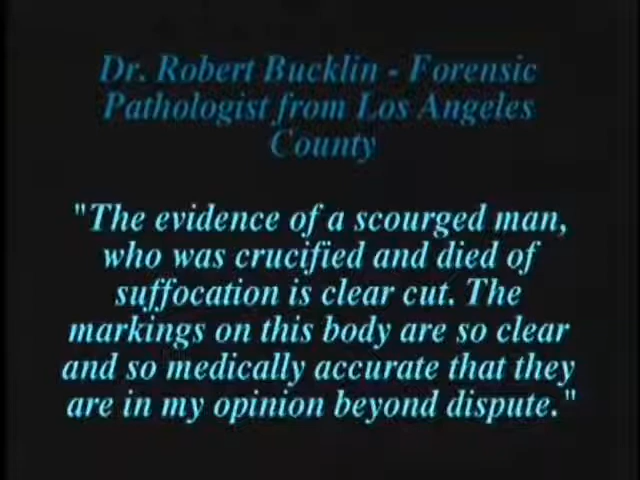 Dr. Robert Bucklin - Forensic
Pathologist from Los Angeles
County
"The evidence of a scourged man,
who was crucified and died of
suffocation is clear cut. The
markings on this body are so clear
and so medically accurate that they
are in my opinion beyond dispute."